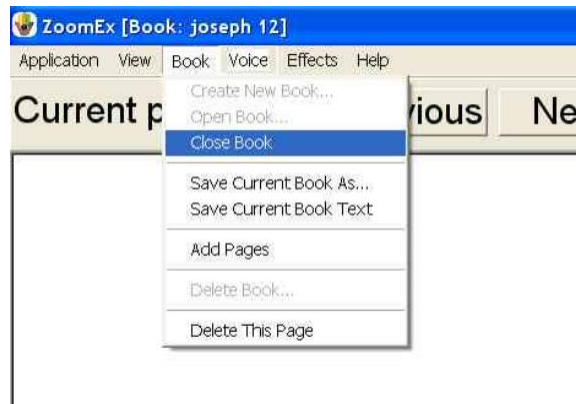 ZoomEx [Book: joseph 12]
Application View Book Voice Effects Help
Current p ious Ne
Create New Book...
Open Book...
Close Book
Save Current Book As...
Save Current Book Text
Add Pages
Delete Book...
Delete This Page